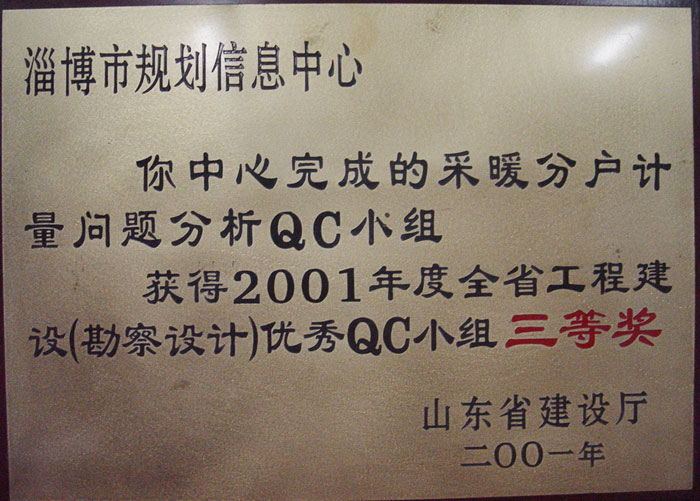 淄博市规划信息中心
你中心完成的采暖分户计
量问题分析QC小组
获得2001年度全省工程建
设(勘察设计)优秀QC小组三等奖
山东省建设厅
二〇〇一年